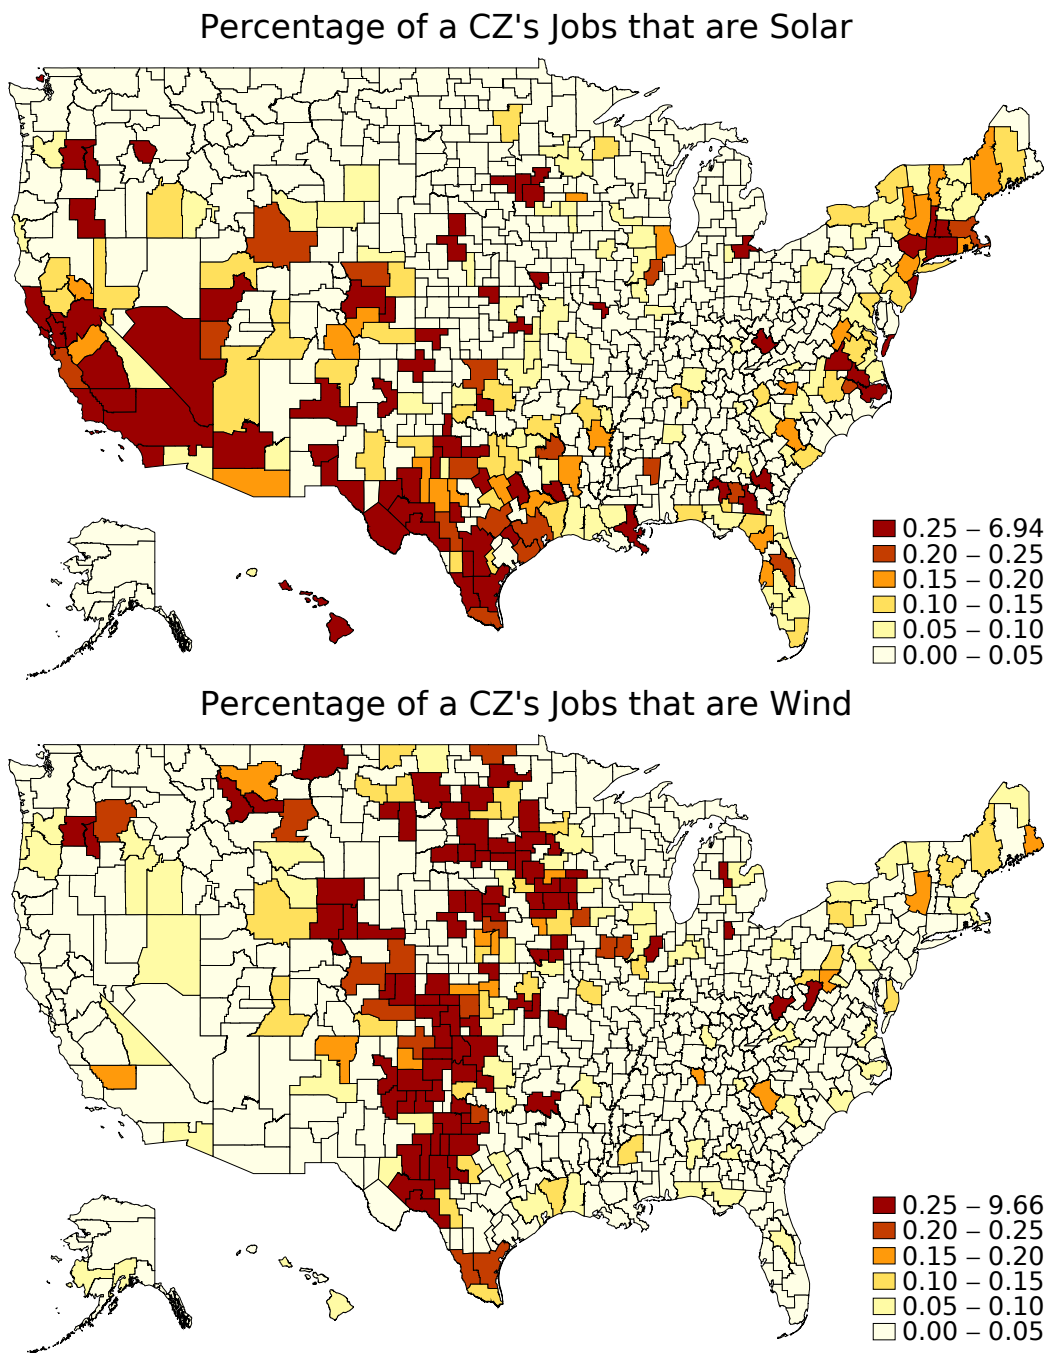 Percentage of a CZ's Jobs that are Solar
0.25 – 6.94
0.20 – 0.25
0.15 – 0.20
0.10 – 0.15
0.05 – 0.10
0.00 – 0.05
Percentage of a CZ's Jobs that are Wind
0.25 – 9.66
0.20 – 0.25
0.15 – 0.20
0.10 – 0.15
0.05 – 0.10
0.00 – 0.05